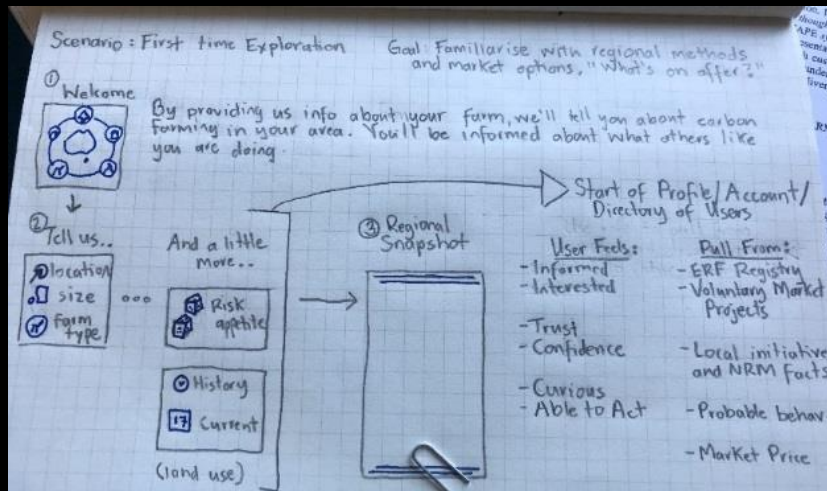 Scenario: First time Exploration
Goal: Familiarise with regional methods
and market options, "What's on offer?"
① Welcome
By providing us info about your farm, we'll tell you about carbon
farming in your area. You'll be informed about what others like
you are doing.
② Tell us..
location
size
farm
type
And a little
more..
Risk
appetite
History
17 Current
(land use)
③ Regional
Snapshot
Start of Profile/Account/
Directory of Users
User Feels:
- Informed
- Interested
- Trust
- Confidence
- Curious
- Able to Act
Pull From:
- ERF Registry
- Voluntary Market
Projects
- Local initiative
and NRM facts
- Probable behav
- Market Price